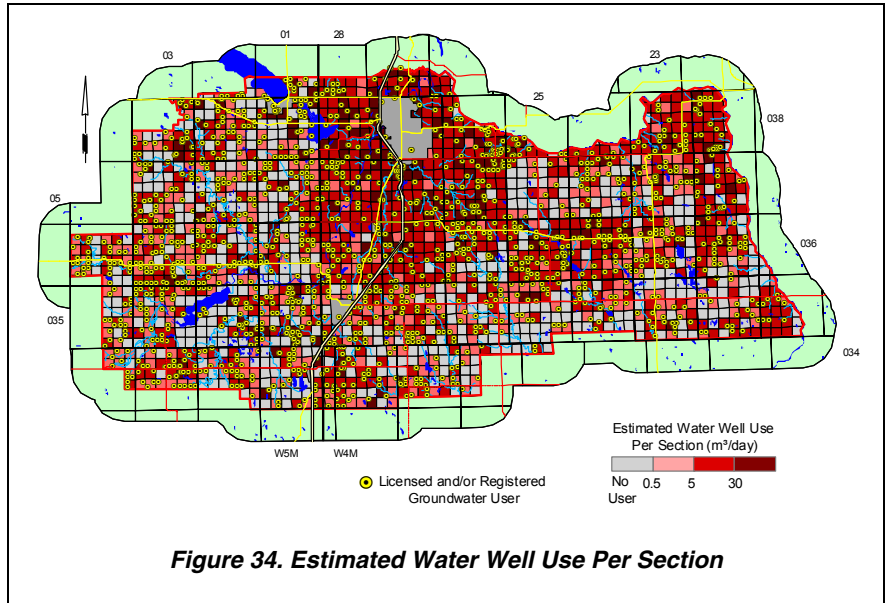 01
28
03
23
25
038
05
036
035
034
W5M
W4M
Estimated Water Well Use
Per Section (m³/day)
No
User
0.5
5
30
Licensed and/or Registered
Groundwater User
Figure 34. Estimated Water Well Use Per Section